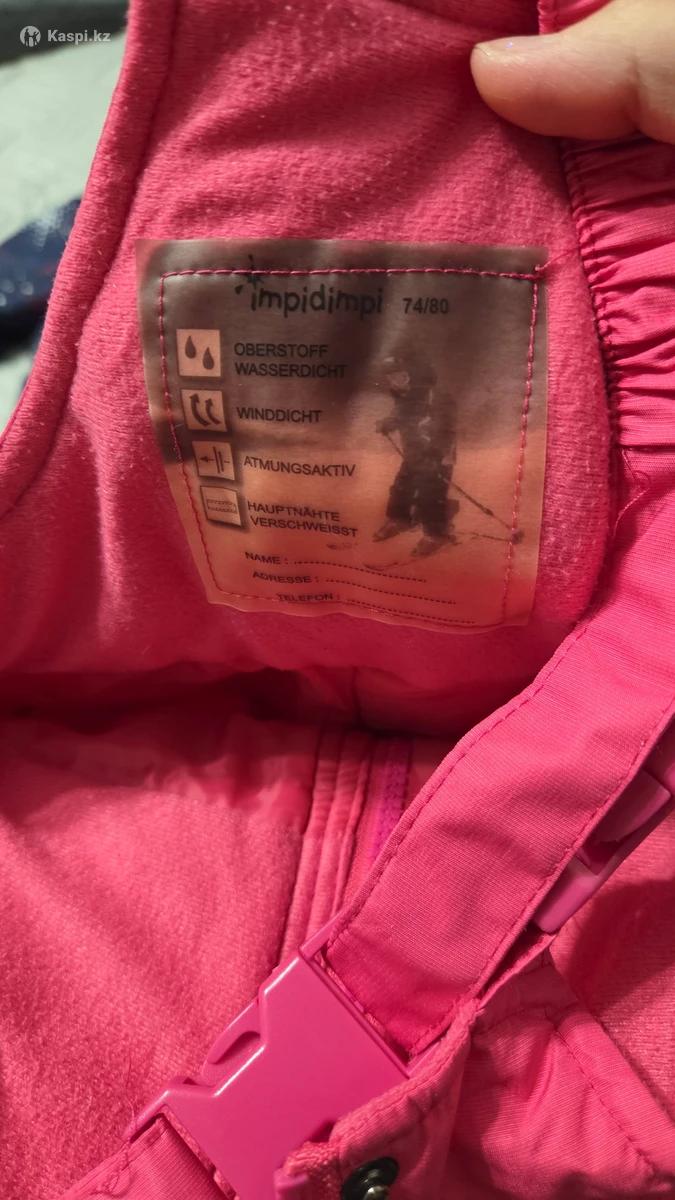 Kaspi.kz
impidimpi 74/80
OBERSTOFF
WASSERDICHT
WINDDICHT
ATMUNGSAKTIV
HAUPTNÄHTE
VERSCHWEISST
NAME :
ADRESSE :
TELEFON :